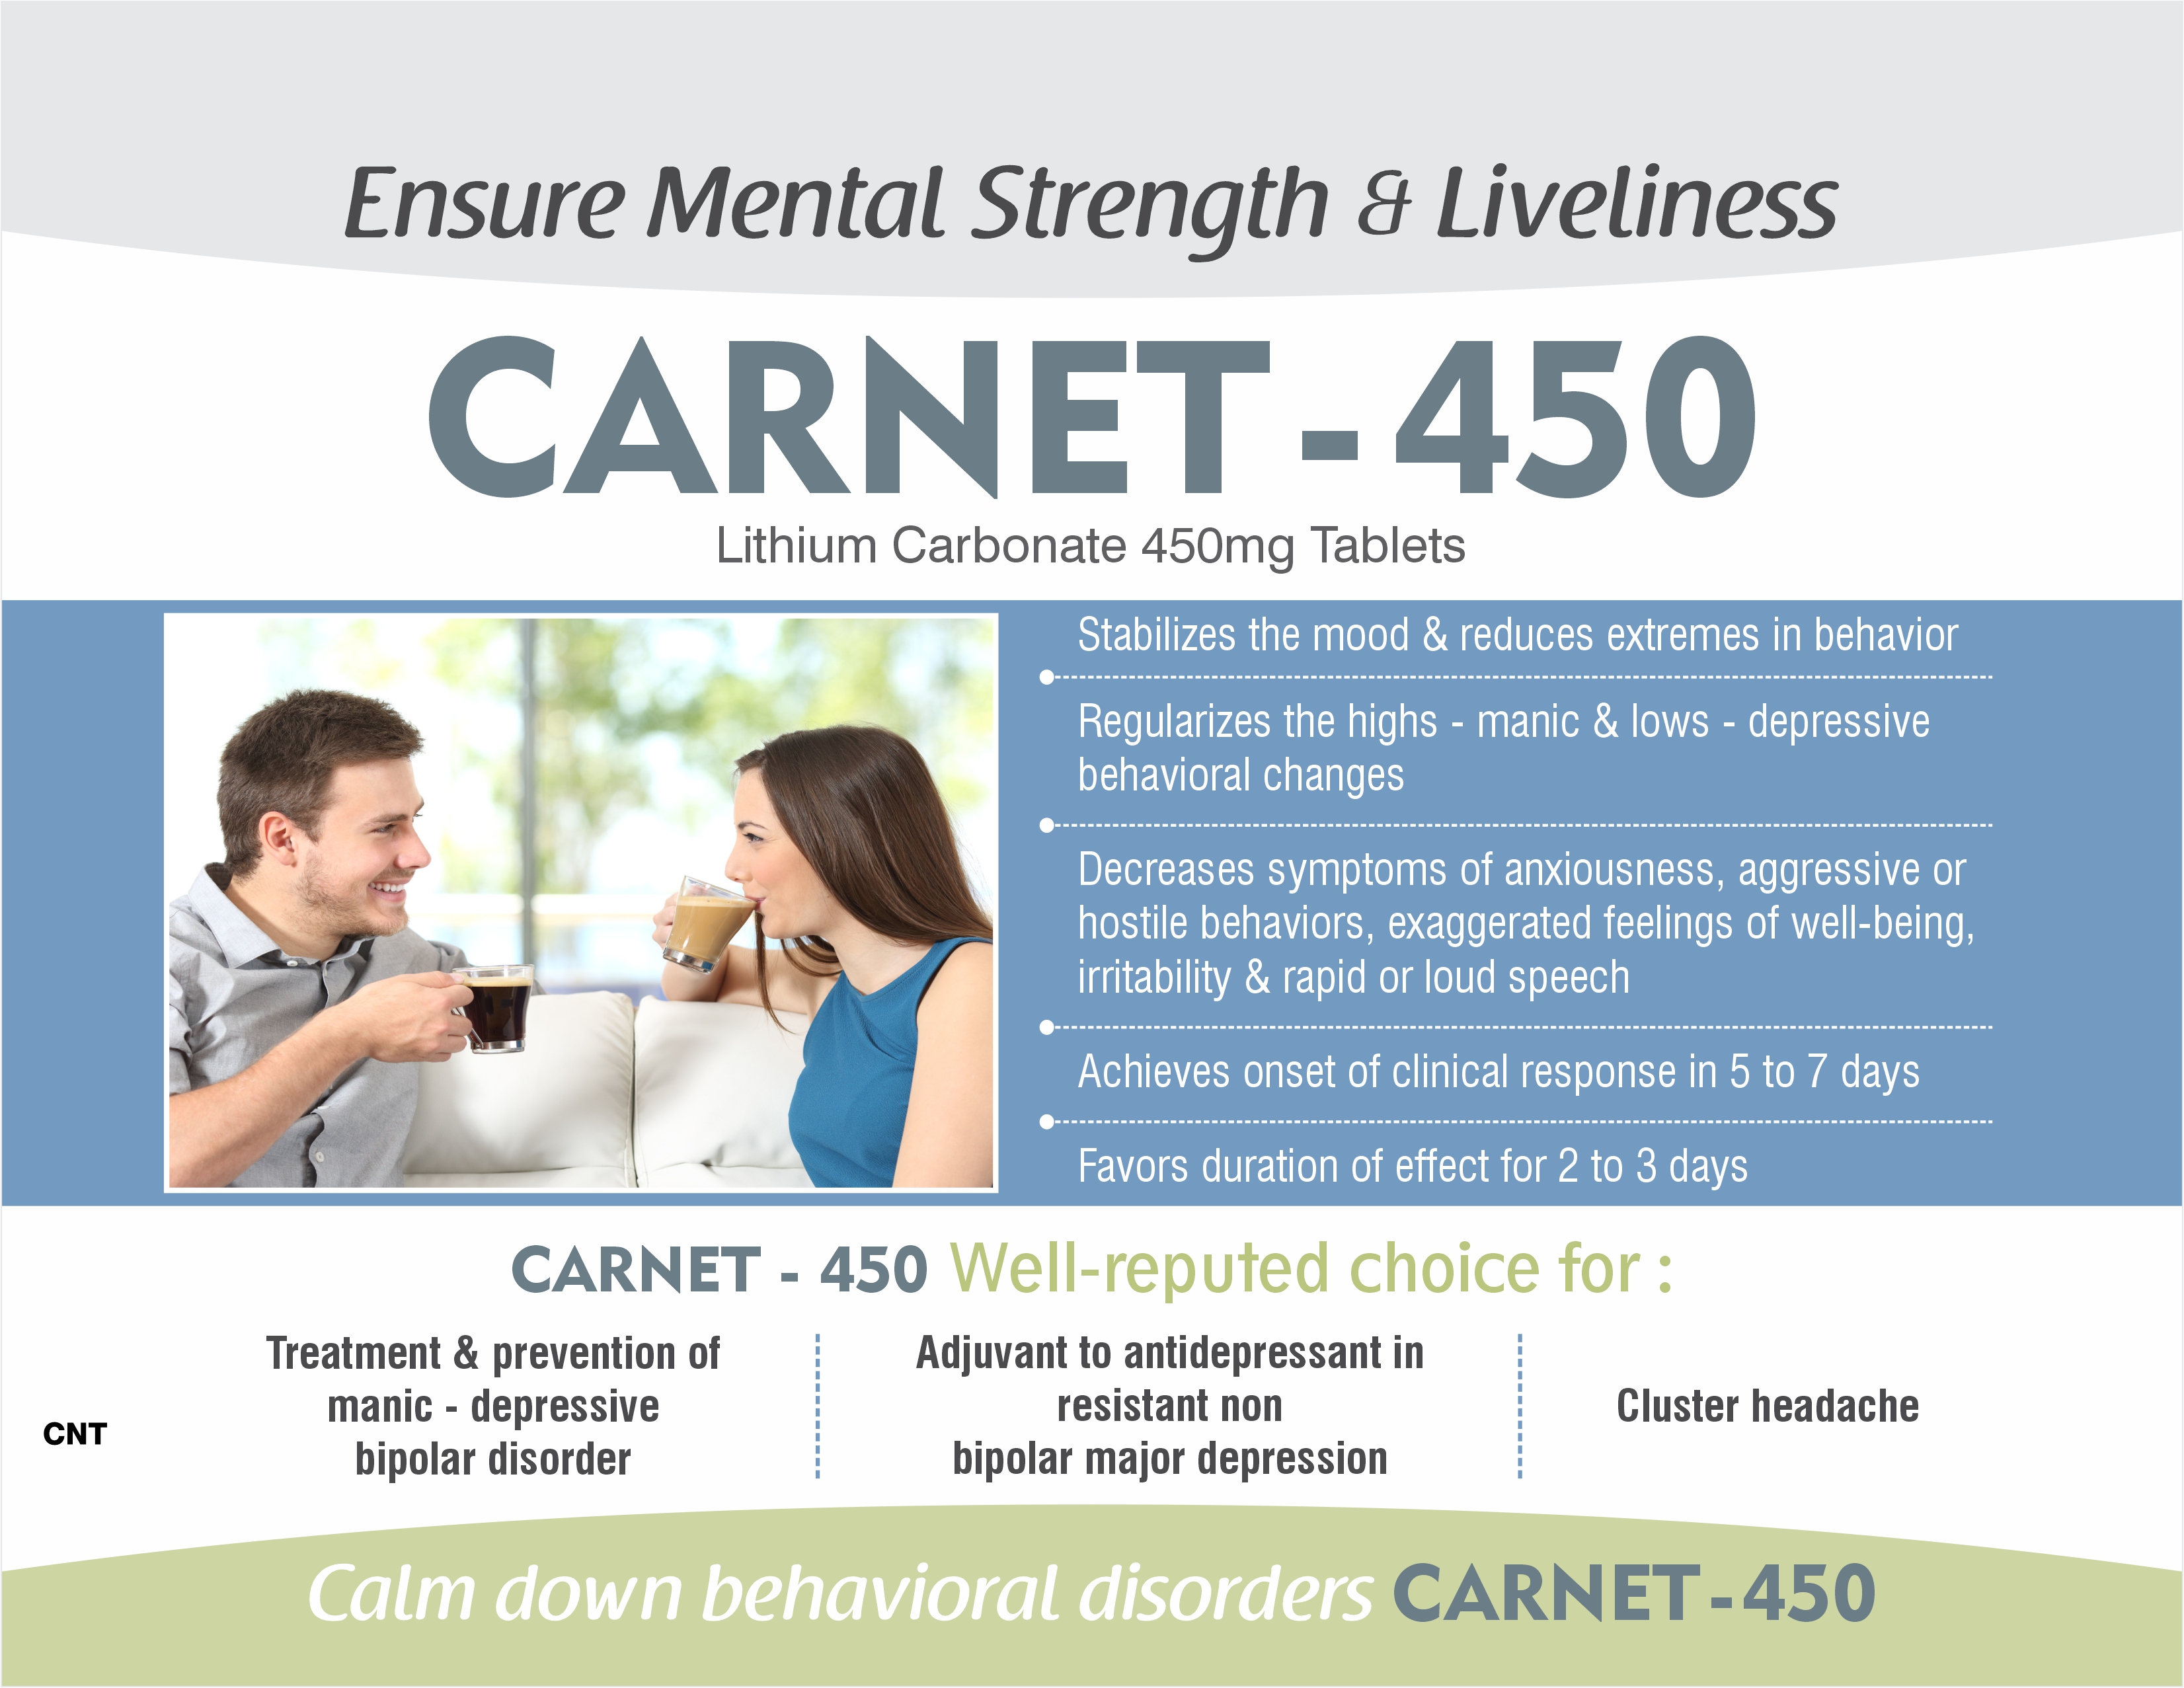 Ensure Mental Strength & Liveliness
CARNET - 450
Lithium Carbonate 450mg Tablets
Stabilizes the mood & reduces extremes in behavior
Regularizes the highs - manic & lows - depressive
behavioral changes
Decreases symptoms of anxiousness, aggressive or
hostile behaviors, exaggerated feelings of well-being,
irritability & rapid or loud speech
Achieves onset of clinical response in 5 to 7 days
Favors duration of effect for 2 to 3 days
CARNET - 450 Well-reputed choice for :
Treatment & prevention of
manic - depressive
bipolar disorder
Adjuvant to antidepressant in
resistant non
bipolar major depression
Cluster headache
CNT
Calm down behavioral disorders CARNET - 450